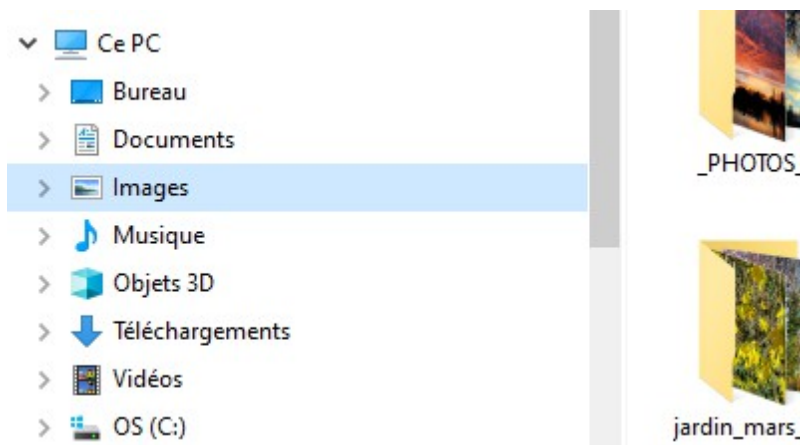 Ce PC
Bureau
Documents
Images
Musique
Objets 3D
Téléchargements
Vidéos
OS (C:)
_PHOTOS_
jardin_mars_